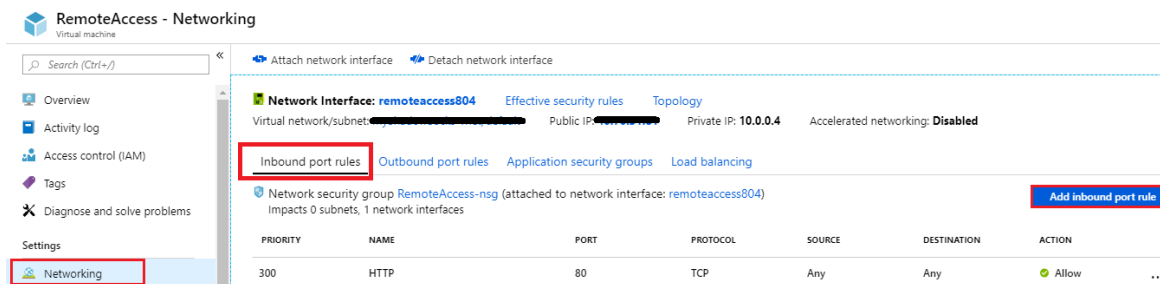 RemoteAccess - Networking
Virtual machine
Search (Ctrl+/)
«
Overview
Activity log
Access control (IAM)
Tags
Diagnose and solve problems
Settings
Networking
Attach network interface Detach network interface
Network Interface: remoteaccess804 Effective security rules Topology
Virtual network/subnet: Public IP: Private IP: 10.0.0.4 Accelerated networking: Disabled
Inbound port rules Outbound port rules Application security groups Load balancing
Network security group RemoteAccess-nsg (attached to network interface: remoteaccess804)
Impacts 0 subnets, 1 network interfaces
Add inbound port rule
PRIORITY NAME PORT PROTOCOL SOURCE DESTINATION ACTION
300 HTTP 80 TCP Any Any Allow ...